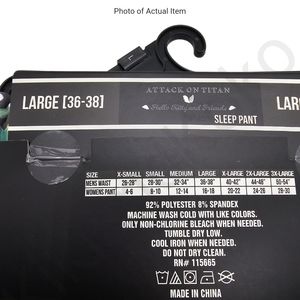 Photo of Actual Item
L
ATTACK ON TITAN
LARGE [36-38]
Hello Kitty and Friends
SLEEP PANT
SIZE X-SMALL SMALL MEDIUM LARGE X-LARGE 2X-LARGE 3X-LARGE
MENS WAIST 26-28" 28-30" 32-34" 36-38" 40-42" 44-48" 50-54"
WOMENS PANT 4-6 8-10 12-14 16-18 20-22 24-26 28-30
92% POLYESTER 8% SPANDEX
MACHINE WASH COLD WITH LIKE COLORS.
ONLY NON-CHLORINE BLEACH WHEN NEEDED.
TUMBLE DRY LOW.
COOL IRON WHEN NEEDED.
DO NOT DRY CLEAN.
RN# 115665
MADE IN CHINA